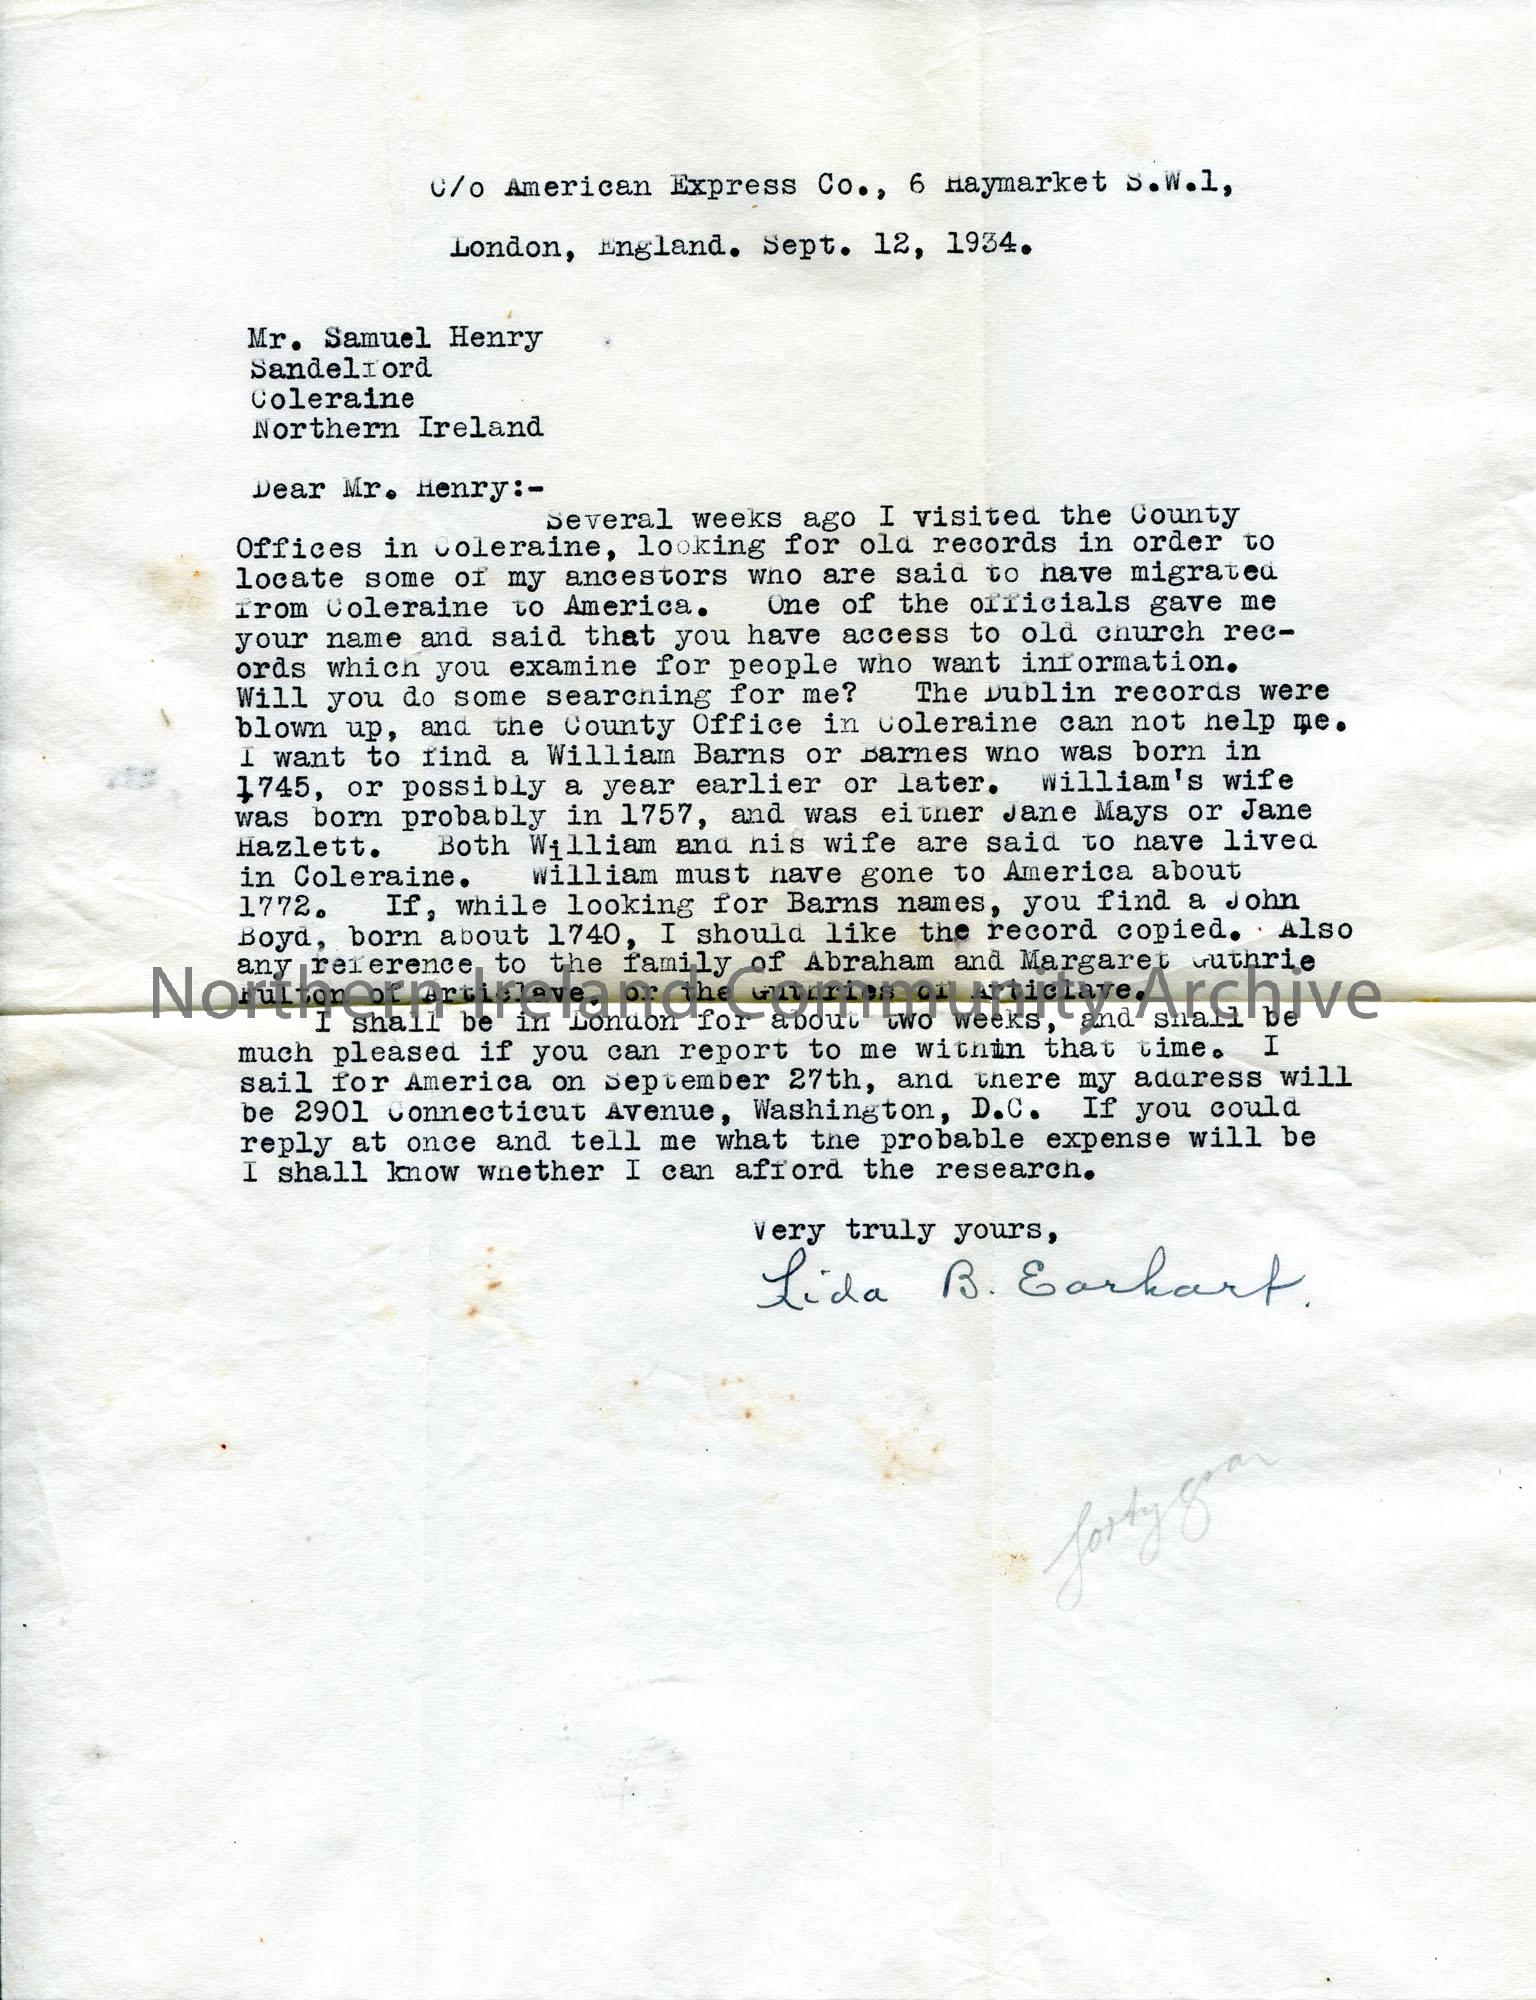 C/o American Express Co., 6 Haymarket S.W.1,
London, England. Sept. 12, 1934.
Mr. Samuel Henry
Sandelford
Coleraine
Northern Ireland
Dear Mr. Henry:-
Several weeks ago I visited the County
Offices in Coleraine, looking for old records in order to
locate some of my ancestors who are said to have migrated
from Coleraine to America. One of the officials gave me
your name and said that you have access to old church rec-
ords which you examine for people who want information.
Will you do some searching for me? The Dublin records were
blown up, and the County Office in Coleraine can not help me.
I want to find a William Barns or Barnes who was born in
1745, or possibly a year earlier or later. William's wife
was born probably in 1757, and was either Jane Mays or Jane
Hazlett. Both William and his wife are said to have lived
in Coleraine. William must have gone to America about
1772. If, while looking for Barns names, you find a John
Boyd, born about 1740, I should like the record copied. Also
any reference to the family of Abraham and Margaret Guthrie
Fulton of Articlave, or the Guthries of Articlave.
Northern Ireland Community Archive
I shall be in London for about two weeks, and shall be
much pleased if you can report to me within that time. I
sail for America on September 27th, and there my address will
be 2901 Connecticut Avenue, Washington, D.C. If you could
reply at once and tell me what the probable expense will be
I shall know whether I can afford the research.
Very truly yours,
Lida B. Earhart.
forty